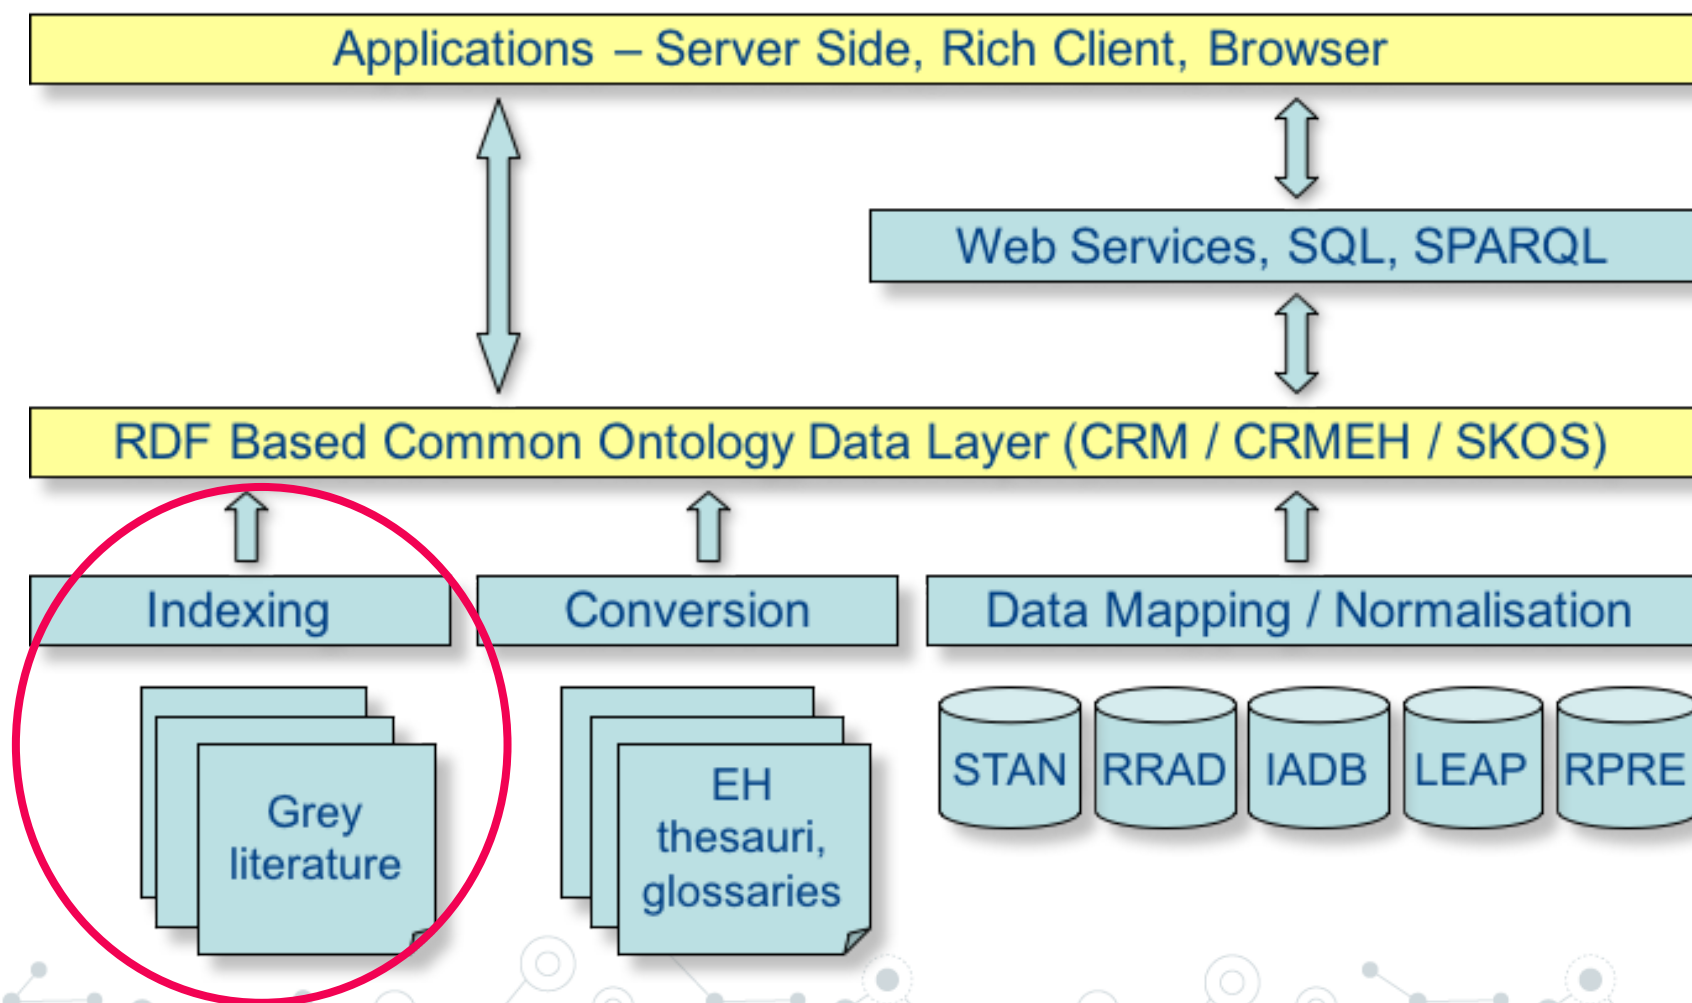 Applications – Server Side, Rich Client, Browser
Web Services, SQL, SPARQL
RDF Based Common Ontology Data Layer (CRM / CRMEH / SKOS)
Indexing
Conversion
Data Mapping / Normalisation
Grey
literature
EH
thesauri,
glossaries
STAN
RRAD
IADB
LEAP
RPRE